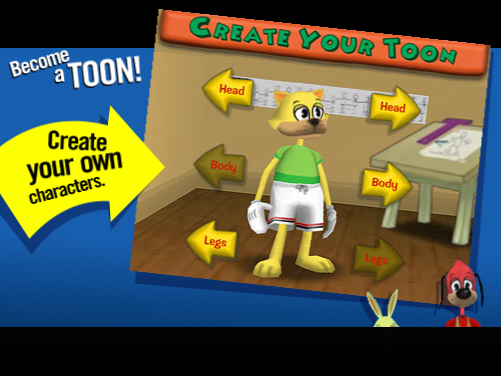 Become
a TOON!
CREATE YOUR TOON
Create
your own
characters.
Head
Head
Body
Body
Legs
Legs